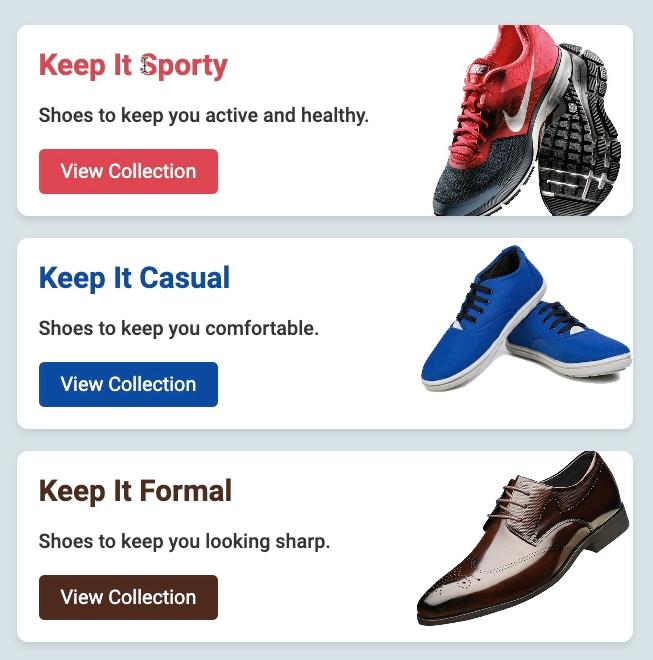 Keep It Sporty
Shoes to keep you active and healthy.
View Collection
Keep It Casual
Shoes to keep you comfortable.
View Collection
Keep It Formal
Shoes to keep you looking sharp.
View Collection